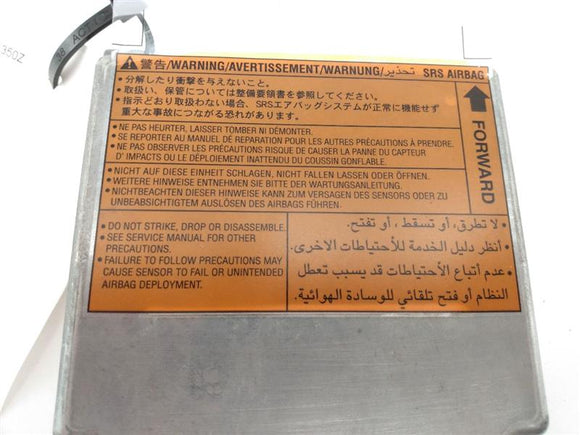 350Z
⚠ 警告/WARNING/AVERTISSEMENT/WARNUNG/تحذير SRS AIRBAG
・分解したり衝撃を与えないこと。
・取扱い、保管については整備要領書を参照してください。
・指示どおり取扱わない場合、SRSエアバッグシステムが正常に機能せず
重大な事故につながる恐れがあります。
FORWARD
• NE PAS HEURTER, LAISSER TOMBER NI DÉMONTER.
• SE REPORTER AU MANUEL DE RÉPARATION POUR LES AUTRES PRÉCAUTIONS À PRENDRE.
• NE PAS OBSERVER LES PRÉCAUTIONS RISQUE DE CAUSER LA PANNE DU CAPTEUR
D' IMPACTS OU LE DÉPLOIEMENT INATTENDU DU COUSSIN GONFLABLE.
• NICHT AUF DIESE EINHEIT SCHLAGEN, NICHT FALLEN LASSEN ODER ÖFFNEN.
• WEITERE HINWEISE ENTNEHMEN SIE BITTE DER WARTUNGSANLEITUNG.
• NICHTBEACHTEN DIESER HINWEISE KANN ZUM VERSAGEN DES SENSORS ODER ZU
UNBEABSICHTIGTEM AUSLÖSEN DES AIRBAGS FÜHREN.
• DO NOT STRIKE, DROP OR DISASSEMBLE.
• SEE SERVICE MANUAL FOR OTHER
PRECAUTIONS.
• FAILURE TO FOLLOW PRECAUTIONS MAY
CAUSE SENSOR TO FAIL OR UNINTENDED
AIRBAG DEPLOYMENT.
• لا تطرق، أو تسقط، أو تفتح.
• أنظر دليل الخدمة للأحتياطات الاخرى.
• عدم أتباع الأحتياطات قد يسبب تعطل
النظام أو فتح تلقائي للوسادة الهوائية.